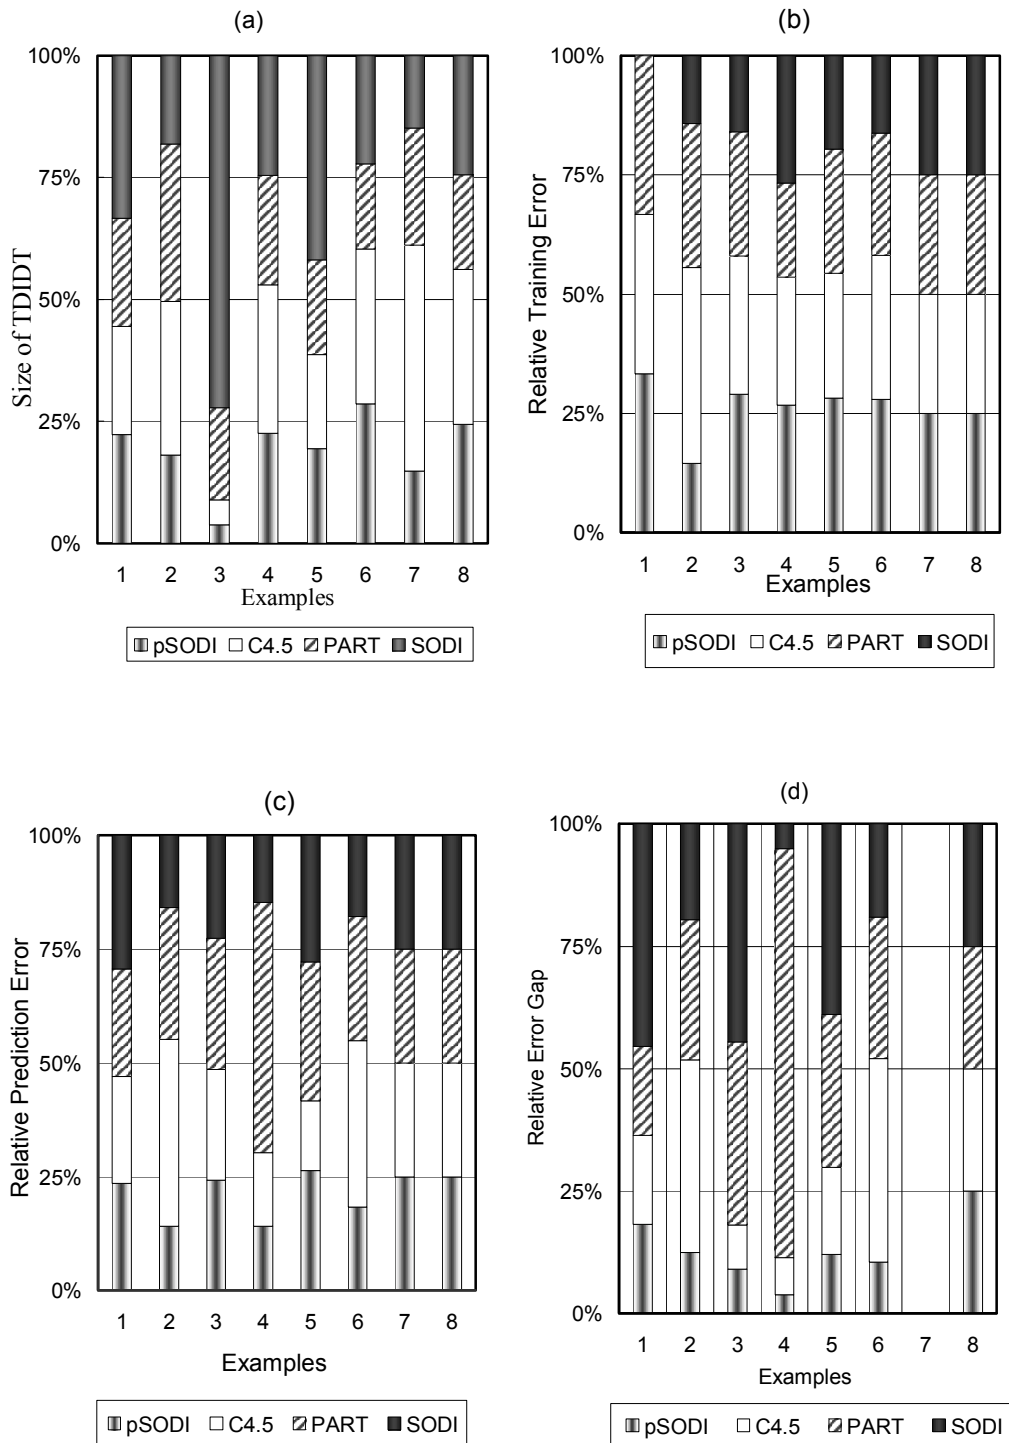 (a)
100%
75%
50%
25%
0%
Size of TDIDT
1 2 3 4 5 6 7 8
Examples
pSODI C4.5 PART SODI
(b)
100%
75%
50%
25%
0%
Relative Training Error
1 2 3 4 5 6 7 8
Examples
pSODI C4.5 PART SODI
(c)
100%
75%
50%
25%
0%
Relative Prediction Error
1 2 3 4 5 6 7 8
Examples
pSODI C4.5 PART SODI
(d)
100%
75%
50%
25%
0%
Relative Error Gap
1 2 3 4 5 6 7 8
Examples
pSODI C4.5 PART SODI